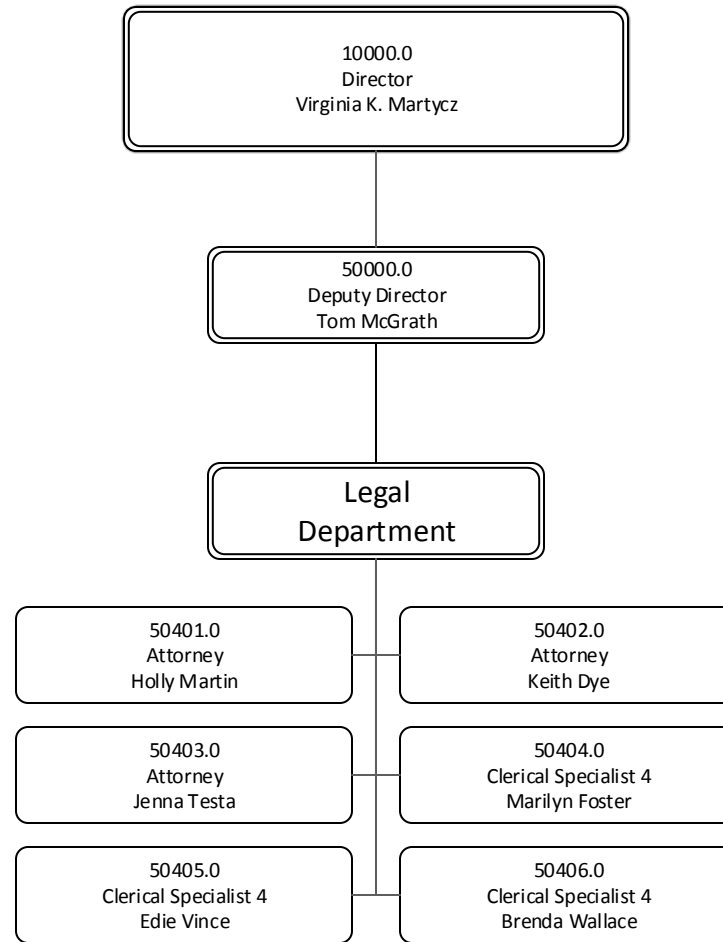 10000.0
Director
Virginia K. Martycz
50000.0
Deputy Director
Tom McGrath
Legal
Department
50401.0
Attorney
Holly Martin
50402.0
Attorney
Keith Dye
50403.0
Attorney
Jenna Testa
50404.0
Clerical Specialist 4
Marilyn Foster
50405.0
Clerical Specialist 4
Edie Vince
50406.0
Clerical Specialist 4
Brenda Wallace